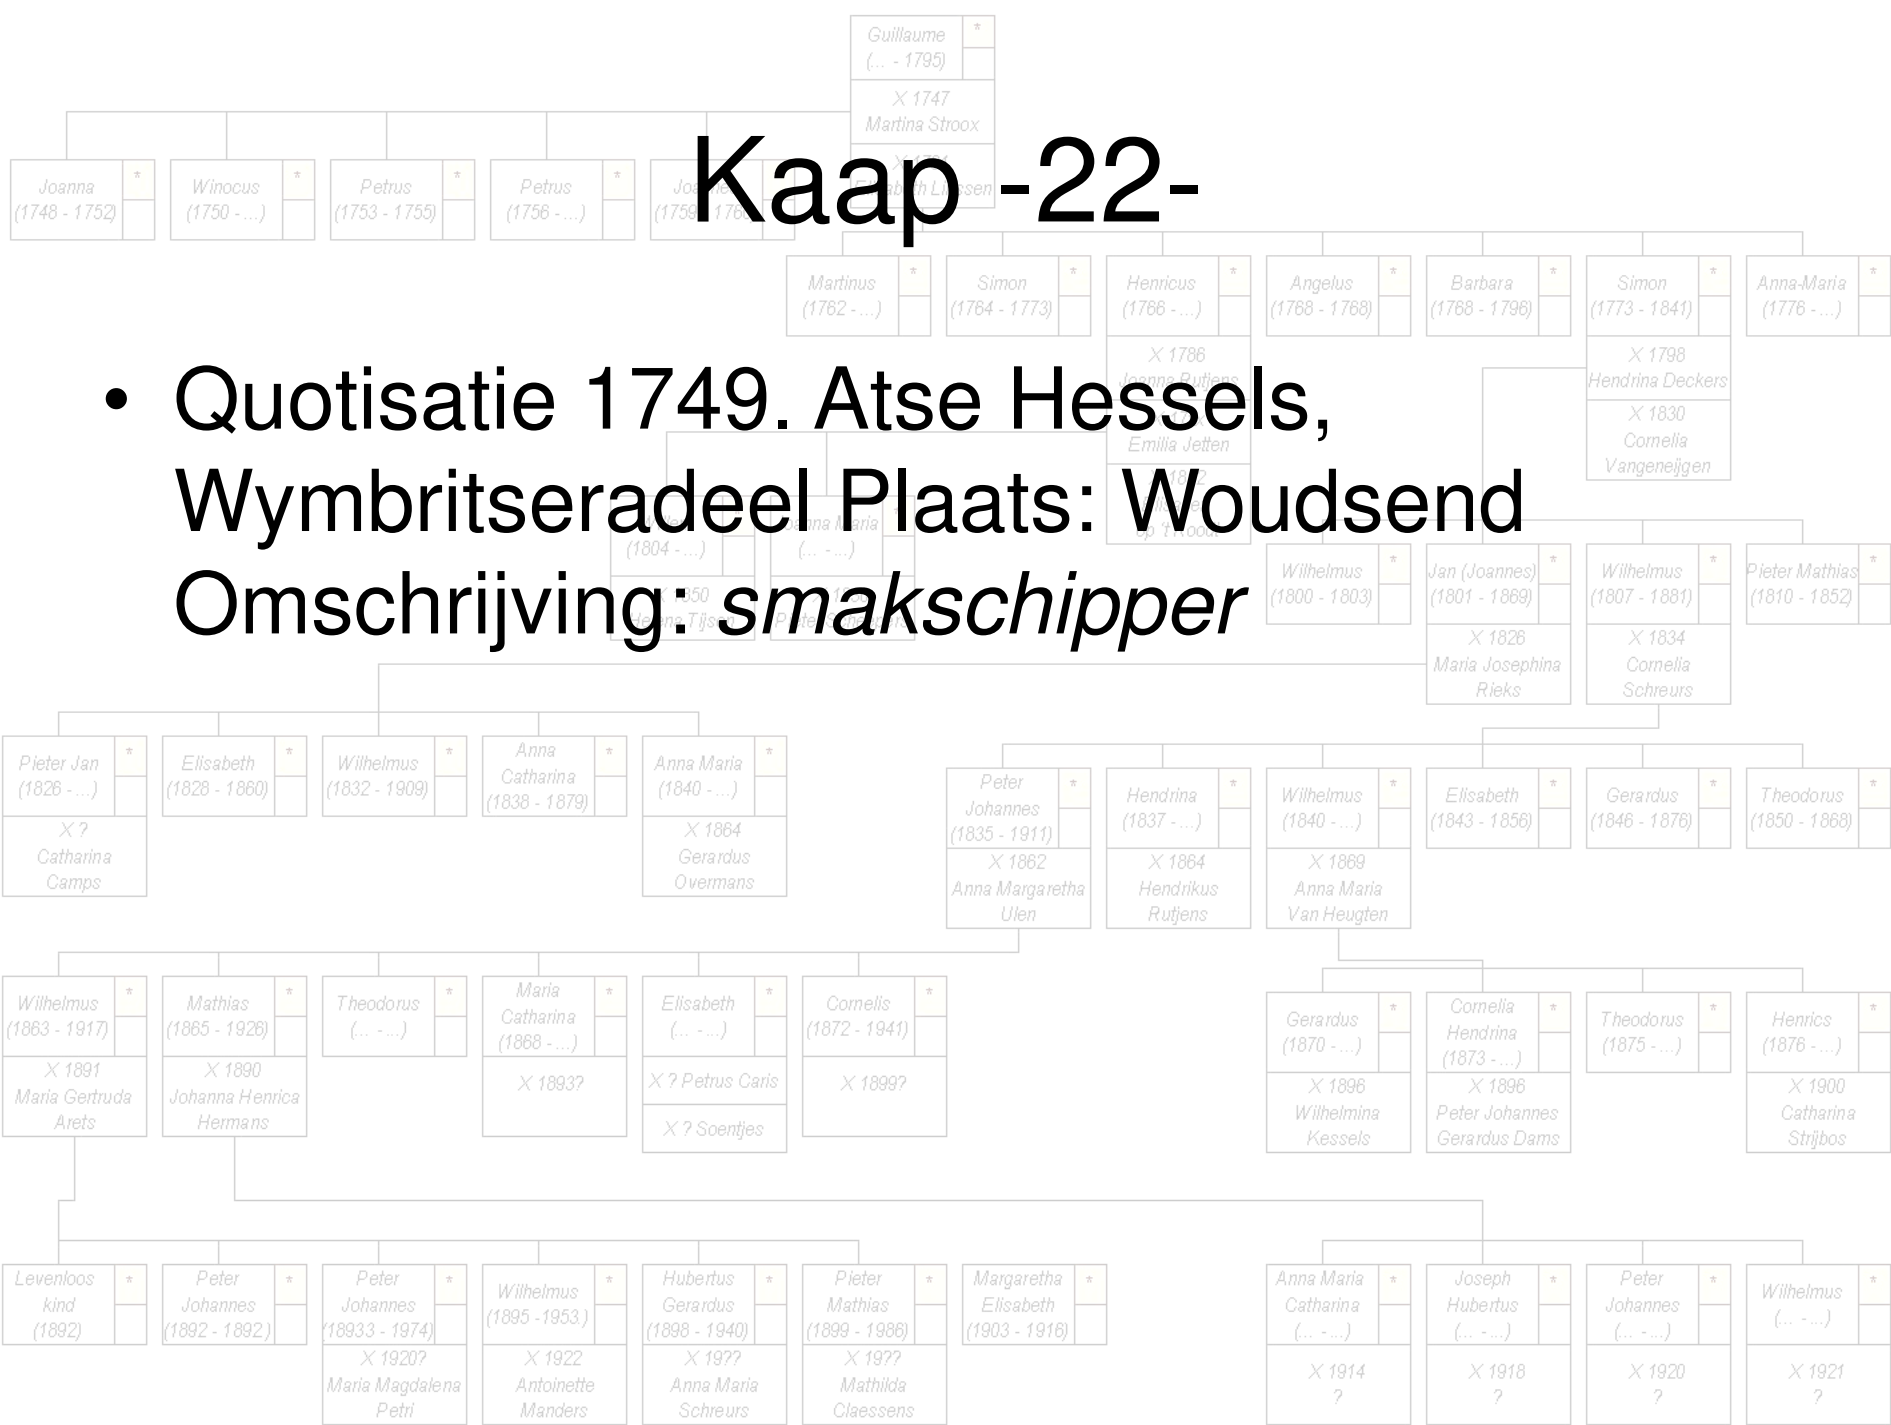 Guillaume *
(... - 1795)
X 1747
Martina Stroox
Kaap -22-
Joanna *
(1748 - 1752)
Winocus *
(1750 - ...)
Petrus *
(1753 - 1755)
Petrus *
(1756 - ...)
Martinus *
(1762 - ...)
Simon *
(1764 - 1773)
Henricus *
(1766 - ...)
Angelus *
(1768 - 1768)
Barbara *
(1768 - 1796)
Simon *
(1773 - 1841)
Anna-Maria *
(1776 - ...)
X 1786
Joanna Rutjens
Emilia Jetten
X 1798
Hendrina Deckers
X 1830
Cornelia
Vangeneijgen
• Quotisatie 1749. Atse Hessels,
Wymbritseradeel Plaats: Woudsend
Omschrijving: smakschipper
(1804 - ...)
Joanna Maria
(... - ...)
X 1850
Helena Tijsen
Wilhelmus *
(1800 - 1803)
Jan (Joannes) *
(1801 - 1869)
Wilhelmus *
(1807 - 1881)
Pieter Mathias *
(1810 - 1852)
X 1826
Maria Josephina
Rieks
X 1834
Cornelia
Schreurs
Pieter Jan *
(1826 - ...)
X ?
Catharina
Camps
Elisabeth *
(1828 - 1860)
Wilhelmus *
(1832 - 1909)
Anna *
Catharina
(1838 - 1879)
Anna Maria *
(1840 - ...)
X 1864
Gerardus
Overmans
Peter *
Johannes
(1835 - 1911)
X 1862
Anna Margaretha
Ulen
Hendrina *
(1837 - ...)
X 1864
Hendrikus
Rutjens
Wilhelmus *
(1840 - ...)
X 1869
Anna Maria
Van Heugten
Elisabeth *
(1843 - 1856)
Gerardus *
(1846 - 1876)
Theodorus *
(1850 - 1868)
Wilhelmus *
(1863 - 1917)
X 1891
Maria Gertruda
Arets
Mathias *
(1865 - 1926)
X 1890
Johanna Henrica
Hermans
Theodorus *
(... - ...)
Maria *
Catharina
(1868 - ...)
X 1893?
Elisabeth *
(... - ...)
X ? Petrus Caris
X ? Soentjes
Cornelis *
(1872 - 1941)
X 1899?
Gerardus *
(1870 - ...)
X 1896
Wilhelmina
Kessels
Cornelia *
Hendrina
(1873 - ...)
X 1896
Peter Johannes
Gerardus Dams
Theodorus *
(1875 - ...)
Henrics *
(1876 - ...)
X 1900
Catharina
Strijbos
Levenloos *
kind
(1892)
Peter *
Johannes
(1892 - 1892)
Peter *
Johannes
(18933 - 1974)
X 1920?
Maria Magdalena
Petri
Wilhelmus *
(1895 -1953.)
X 1922
Antoinette
Manders
Hubertus *
Gerardus
(1898 - 1940)
X 19??
Anna Maria
Schreurs
Pieter *
Mathias
(1899 - 1986)
X 19??
Mathilda
Claessens
Margaretha *
Elisabeth
(1903 - 1916)
Anna Maria *
Catharina
(... - ...)
X 1914
?
Joseph *
Hubertus
(... - ...)
X 1918
?
Peter *
Johannes
(... - ...)
X 1920
?
Wilhelmus *
(... - ...)
X 1921
?